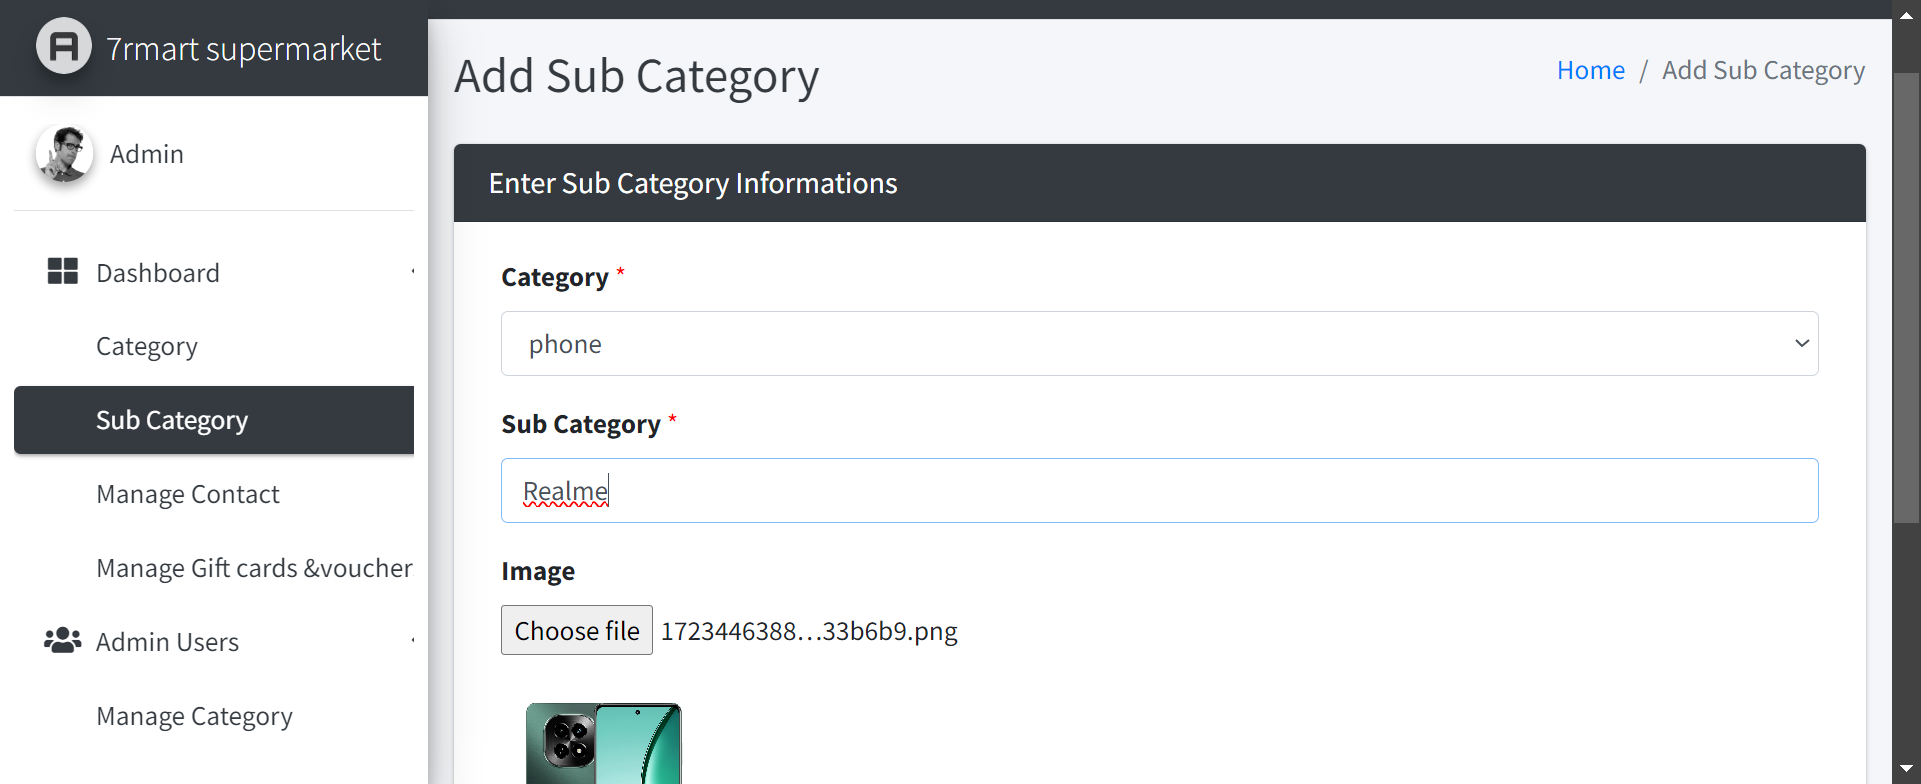 7rmart supermarket
Admin
Dashboard
Category
Sub Category
Manage Contact
Manage Gift cards &voucher
Admin Users
Manage Category
Add Sub Category
Home / Add Sub Category
Enter Sub Category Informations
Category *
phone
Sub Category *
Realme
Image
Choose file 1723446388...33b6b9.png